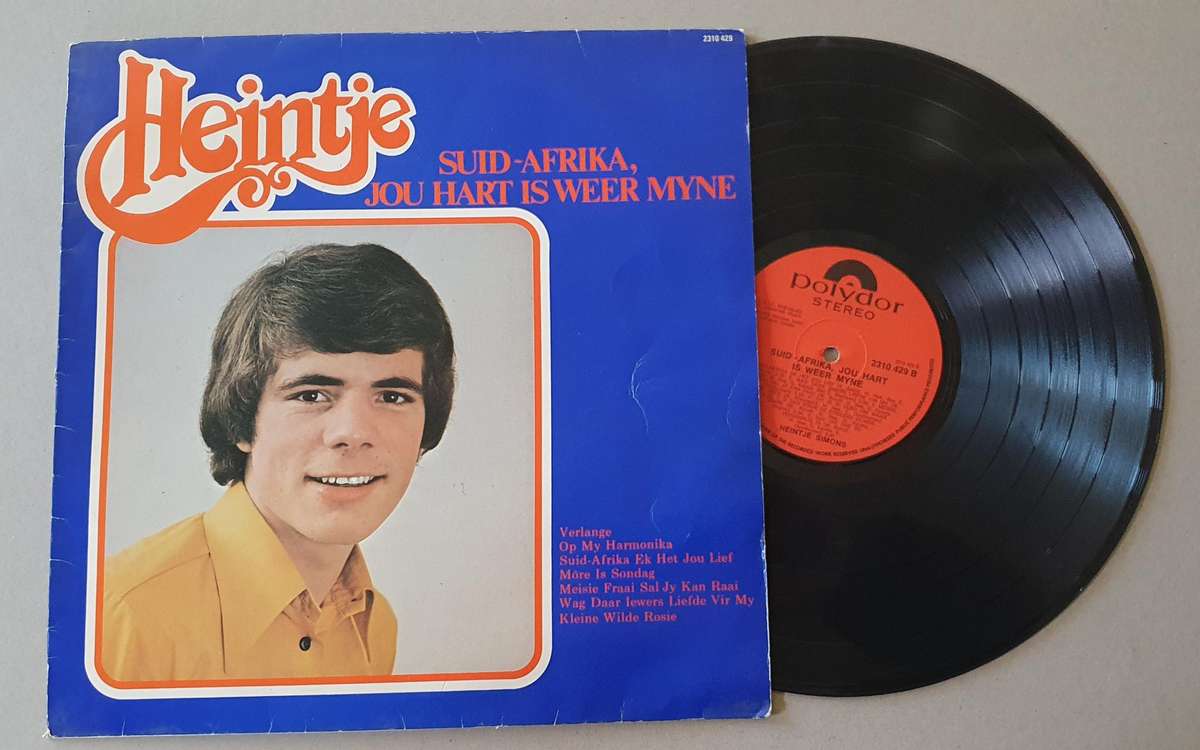 2310 429
Heintje
SUID-AFRIKA,
JOU HART IS WEER MYNE
Verlange
Op My Harmonika
Suid-Afrika Ek Het Jou Lief
Môre Is Sondag
Meisie Fraai Sal Jy Kan Raai
Wag Daar Iewers Liefde Vir My
Kleine Wilde Rosie
polydor
STEREO
SUID-AFRIKA, JOU HART
IS WEER MYNE
2310 429 B
HEINTJE SIMONS